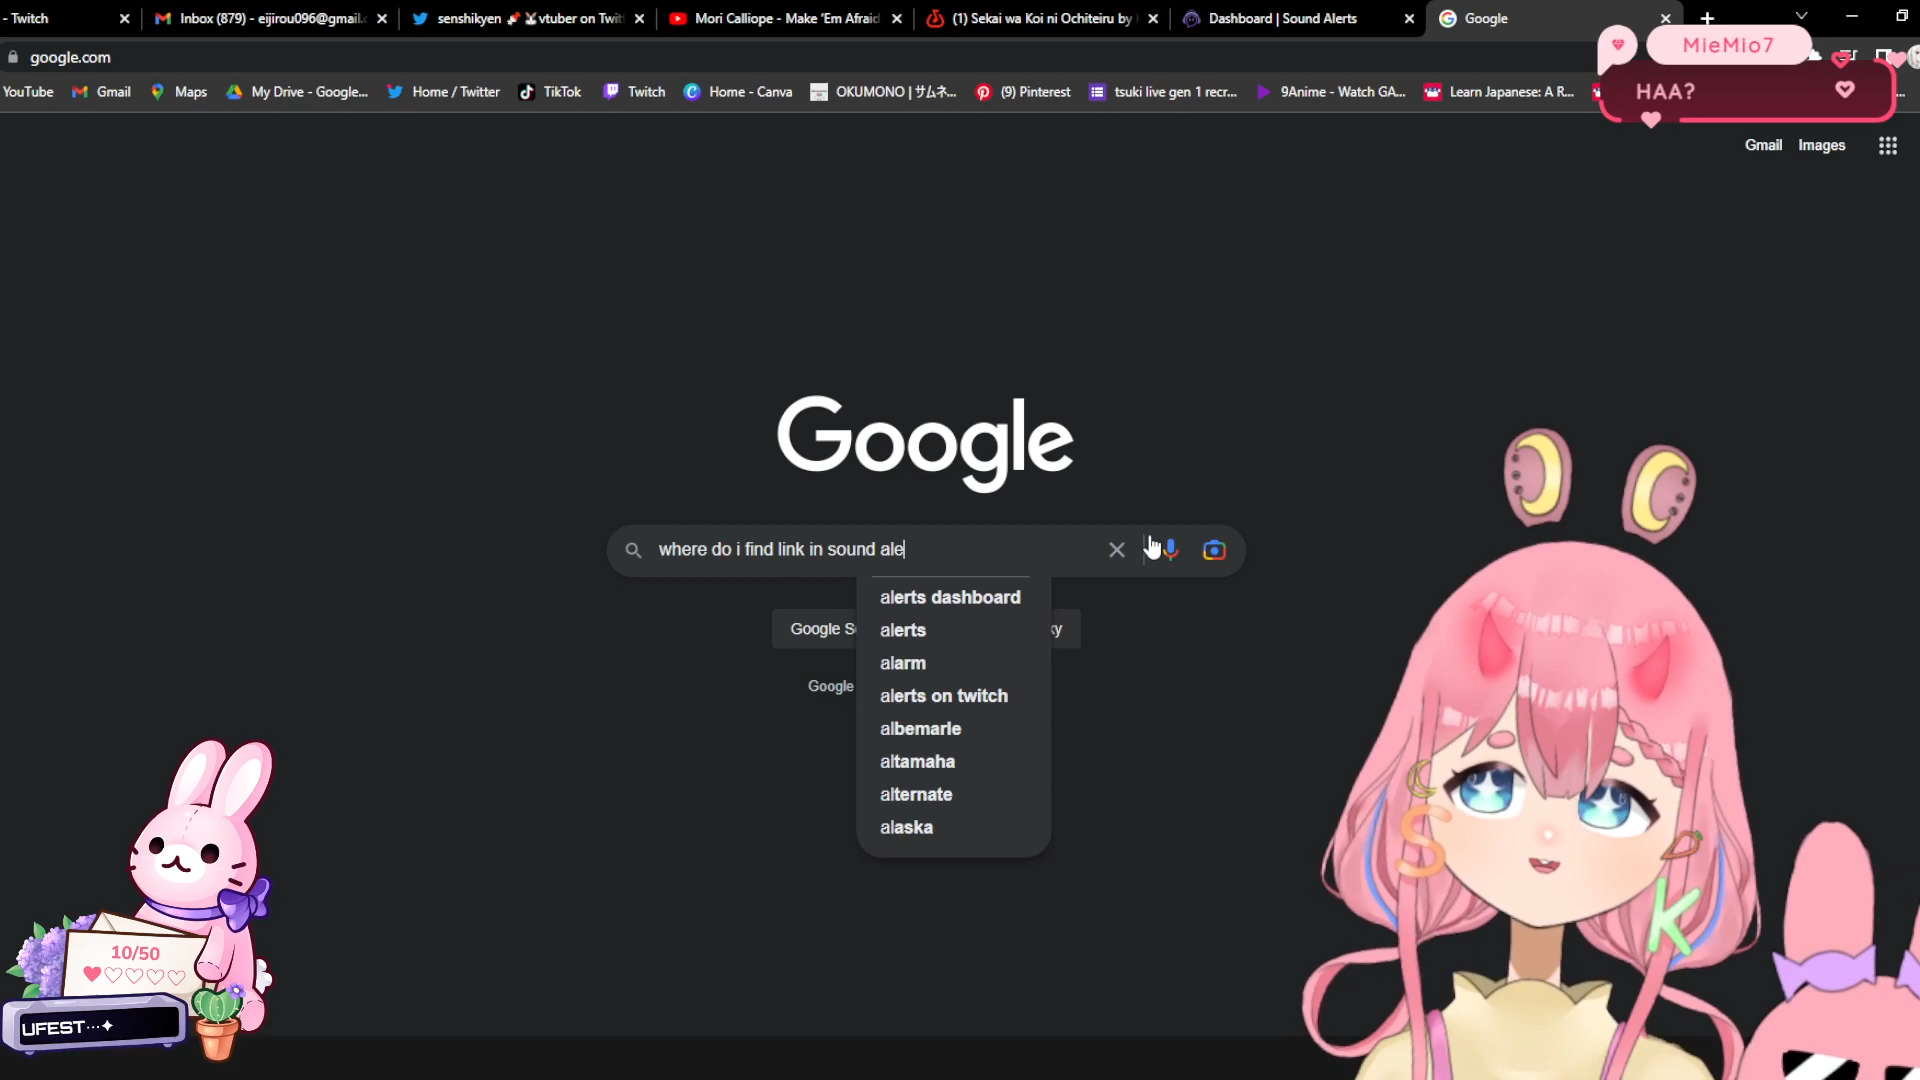 - Twitch
Inbox (879) - eijirou096@gmail.
senshikyen vtuber on Twit
Mori Calliope - Make 'Em Afraid
(1) Sekai wa Koi ni Ochiteiru by
Dashboard | Sound Alerts
Google
google.com
MieMio7
HAA?
YouTube
Gmail
Maps
My Drive - Google...
Home / Twitter
TikTok
Twitch
Home - Canva
OKUMONO | サムネ...
(9) Pinterest
tsuki live gen 1 recr...
9Anime - Watch GA...
Learn Japanese: A R...
Gmail
Images
Google
where do i find link in sound ale
Google S
ky
Google
alerts dashboard
alerts
alarm
alerts on twitch
albemarle
altamaha
alternate
alaska
S
K
10/50
UFEST...